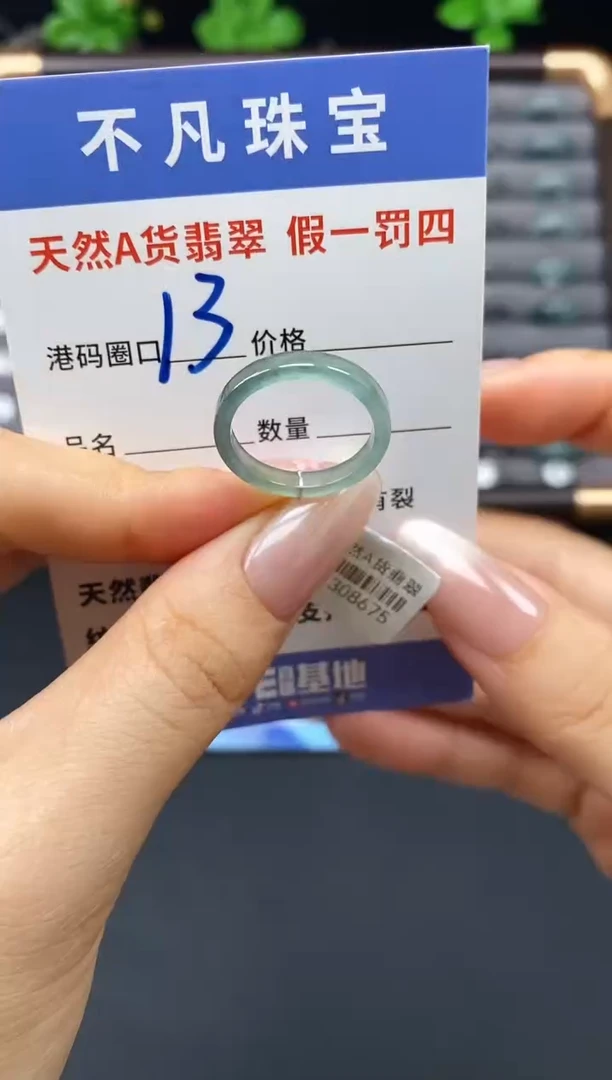 不凡珠宝
天然A货翡翠 假一罚四
港码圈口 13 价格
品名 数量
有裂
天然
然A货翡翠
308675
基地